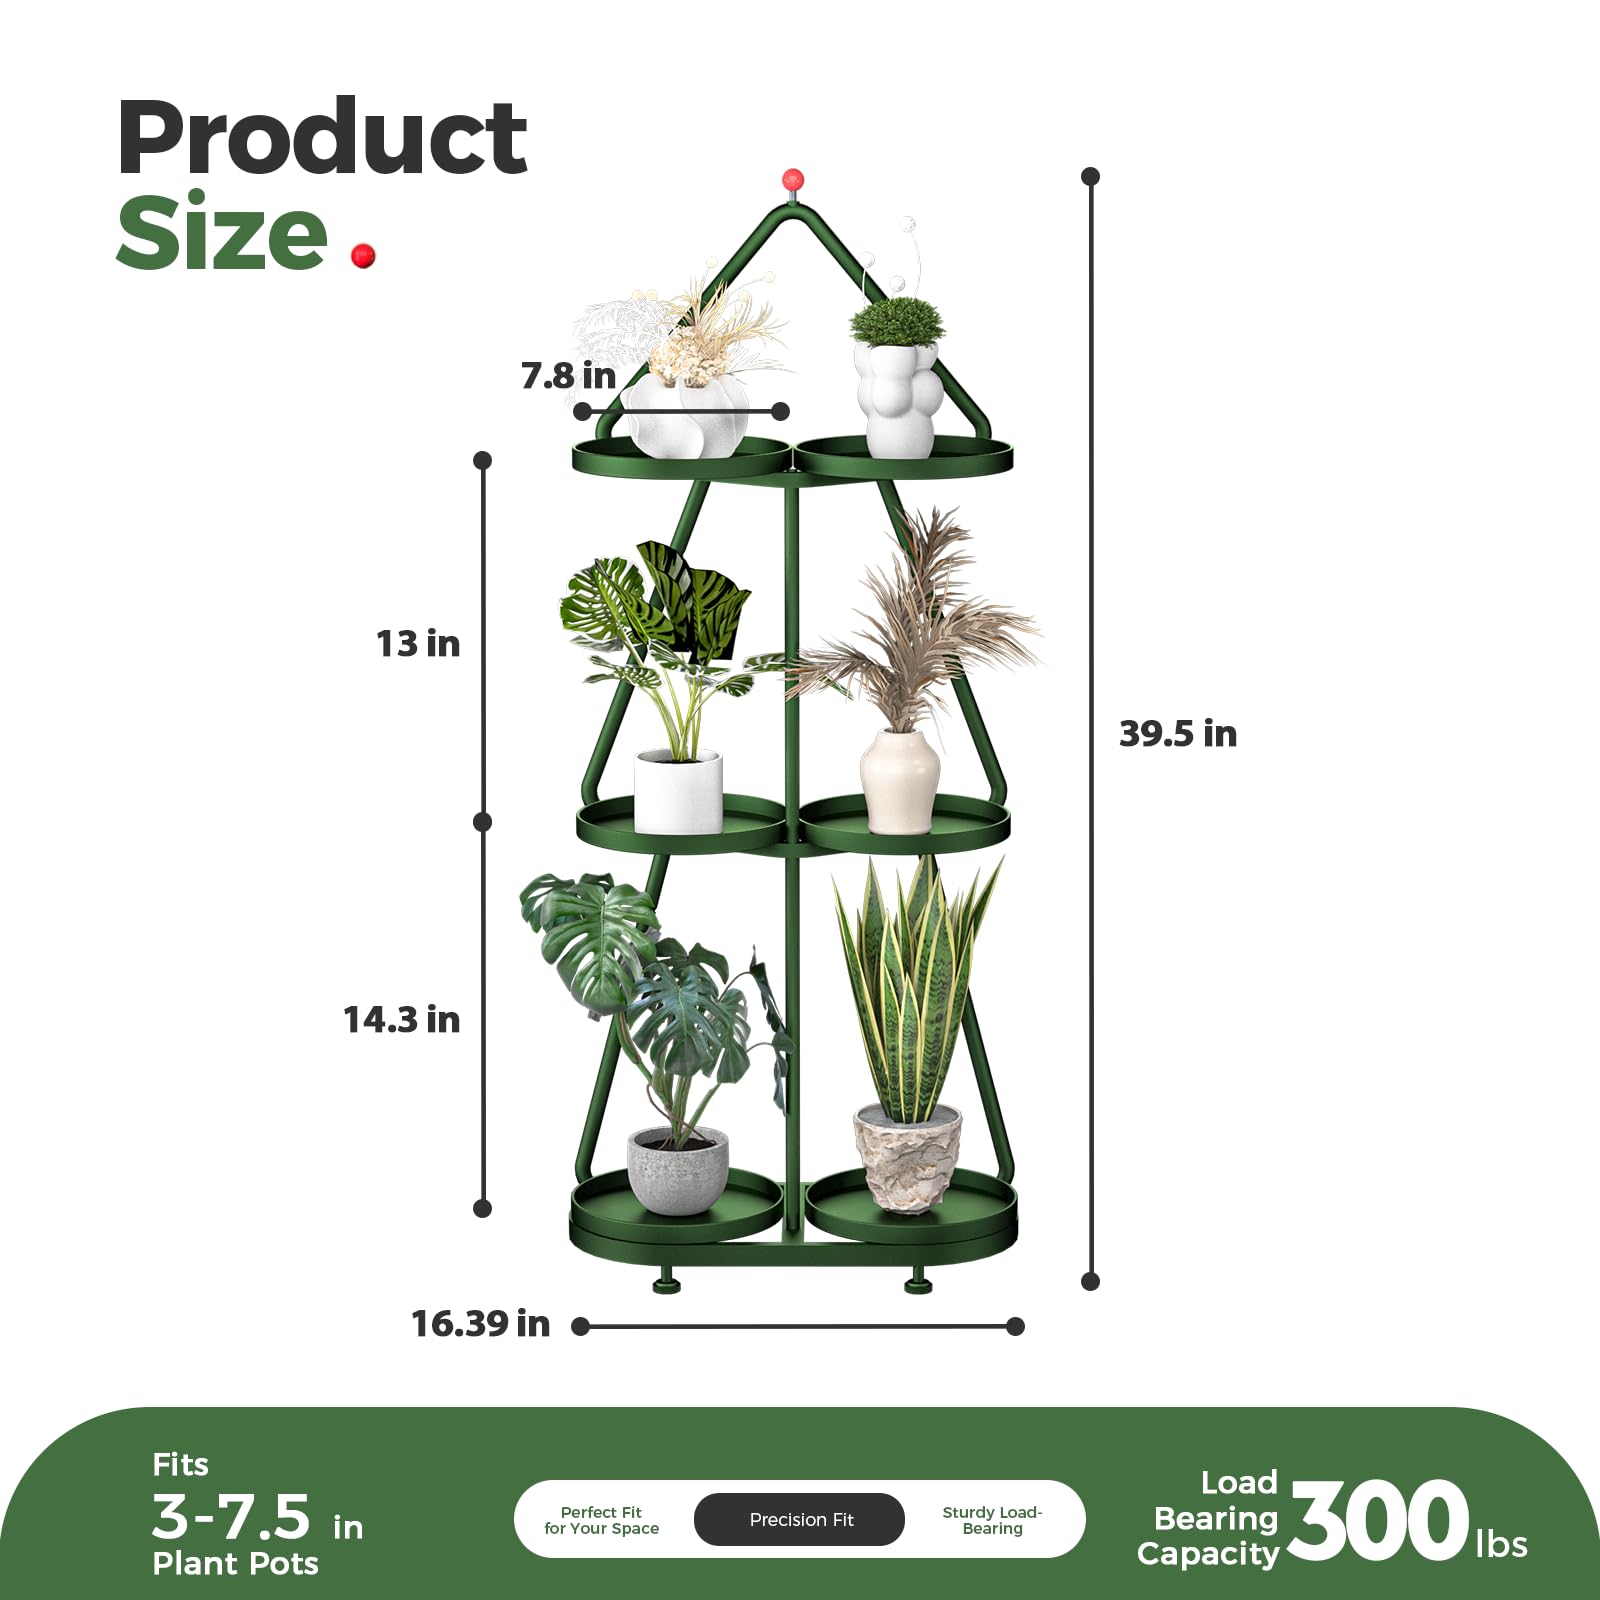 Product
Size.
7.8 in
13 in
39.5 in
14.3 in
16.39 in
Fits
3-7.5 in
Plant Pots
Perfect Fit
for Your Space
Precision Fit
Sturdy Load-
Bearing
Load
Bearing
Capacity
300 lbs